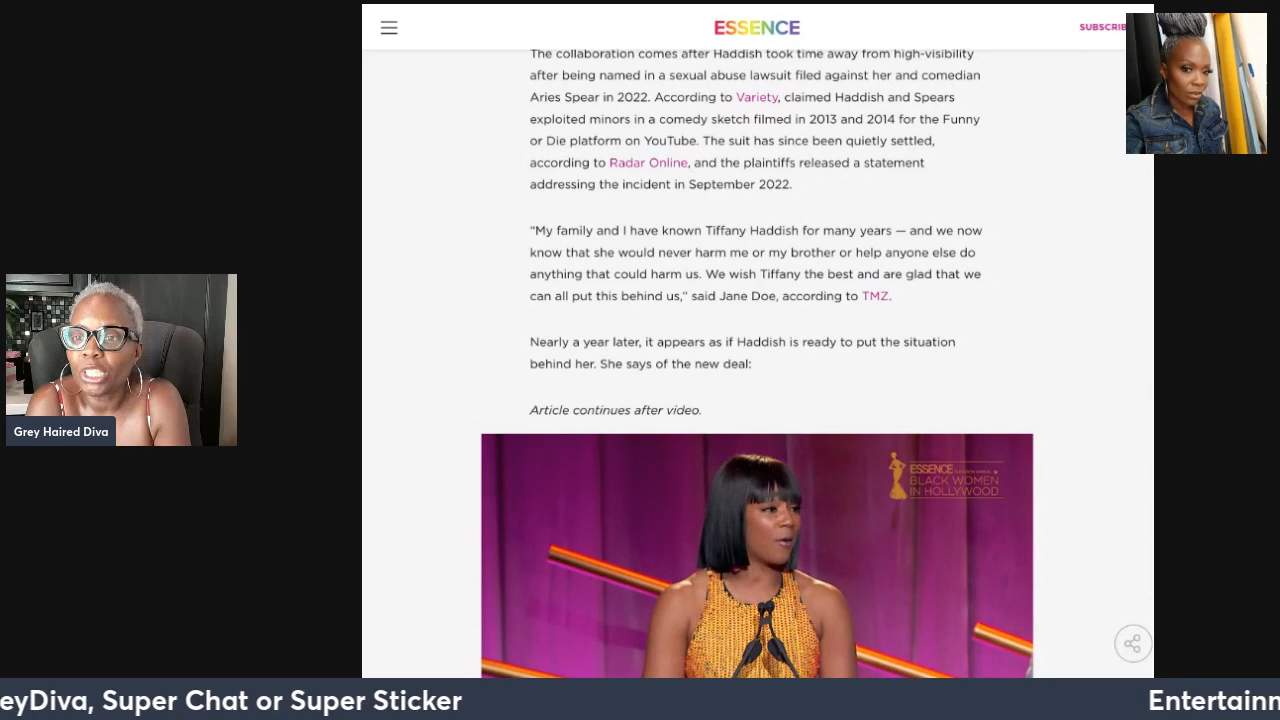 ESSENCE
SUBSCRIB
The collaboration comes after Haddish took time away from high-visibility
after being named in a sexual abuse lawsuit filed against her and comedian
Aries Spear in 2022. According to Variety, claimed Haddish and Spears
exploited minors in a comedy sketch filmed in 2013 and 2014 for the Funny
or Die platform on YouTube. The suit has since been quietly settled,
according to Radar Online, and the plaintiffs released a statement
addressing the incident in September 2022.
“My family and I have known Tiffany Haddish for many years — and we now
know that she would never harm me or my brother or help anyone else do
anything that could harm us. We wish Tiffany the best and are glad that we
can all put this behind us,” said Jane Doe, according to TMZ.
Nearly a year later, it appears as if Haddish is ready to put the situation
behind her. She says of the new deal:
Article continues after video.
Grey Haired Diva
ESSENCE
BLACK WOMEN
IN HOLLYWOOD
eyDiva, Super Chat or Super Sticker
Entertainn